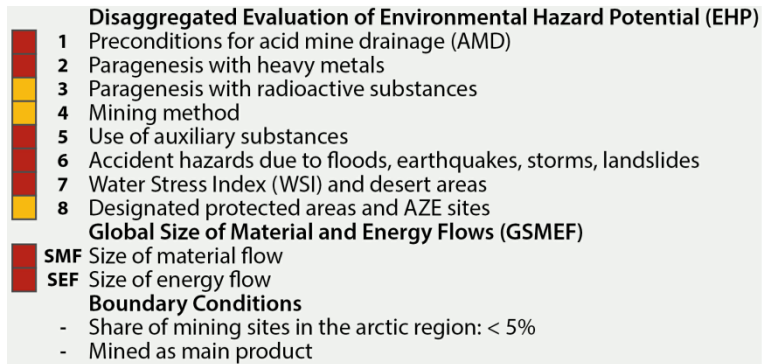 Disaggregated Evaluation of Environmental Hazard Potential (EHP)
1 Preconditions for acid mine drainage (AMD)
2 Paragenesis with heavy metals
3 Paragenesis with radioactive substances
4 Mining method
5 Use of auxiliary substances
6 Accident hazards due to floods, earthquakes, storms, landslides
7 Water Stress Index (WSI) and desert areas
8 Designated protected areas and AZE sites
Global Size of Material and Energy Flows (GSMEF)
SMF Size of material flow
SEF Size of energy flow
Boundary Conditions
- Share of mining sites in the arctic region: < 5%
- Mined as main product